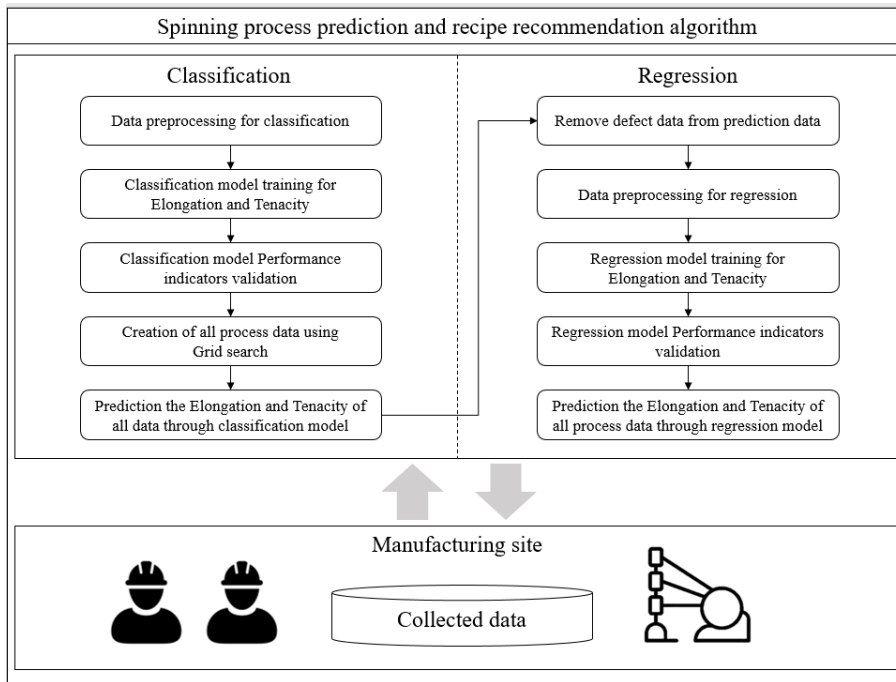 Spinning process prediction and recipe recommendation algorithm
Classification
Data preprocessing for classification
Classification model training for
Elongation and Tenacity
Classification model Performance
indicators validation
Creation of all process data using
Grid search
Prediction the Elongation and Tenacity of
all data through classification model
Regression
Remove defect data from prediction data
Data preprocessing for regression
Regression model training for
Elongation and Tenacity
Regression model Performance indicators
validation
Prediction the Elongation and Tenacity of
all process data through regression model
Manufacturing site
Collected data